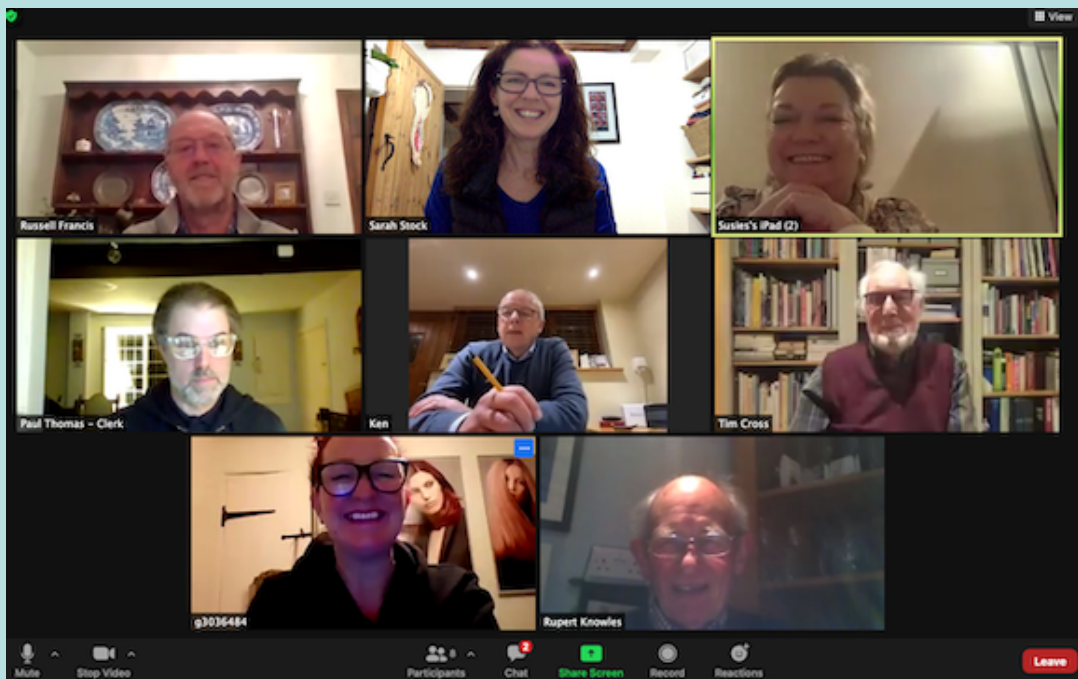 View
Russell Francis
Sarah Stock
Susies's iPad (2)
Paul Thomas - Clerk
Ken
Tim Cross
g3036484
Rupert Knowles
Mute
Stop Video
Participants
8
Chat
2
Share Screen
Record
Reactions
Leave